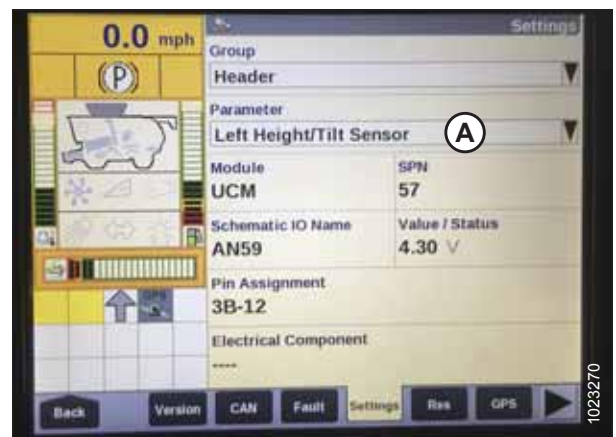 0.0 mph
(P)
Settings
Group
Header
Parameter
Left Height/Tilt Sensor
A
Module
UCM
SPN
57
Schematic IO Name
AN59
Value / Status
4.30 V
Pin Assignment
3B-12
Electrical Component
----
Back
Version
CAN
Fault
Settings
Res
GPS
1023270